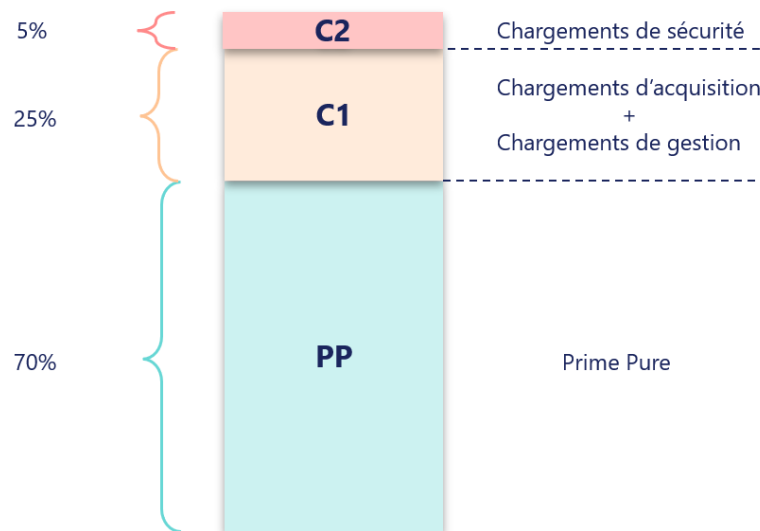 5%
C2
Chargements de sécurité
25%
C1
Chargements d’acquisition
+
Chargements de gestion
70%
PP
Prime Pure